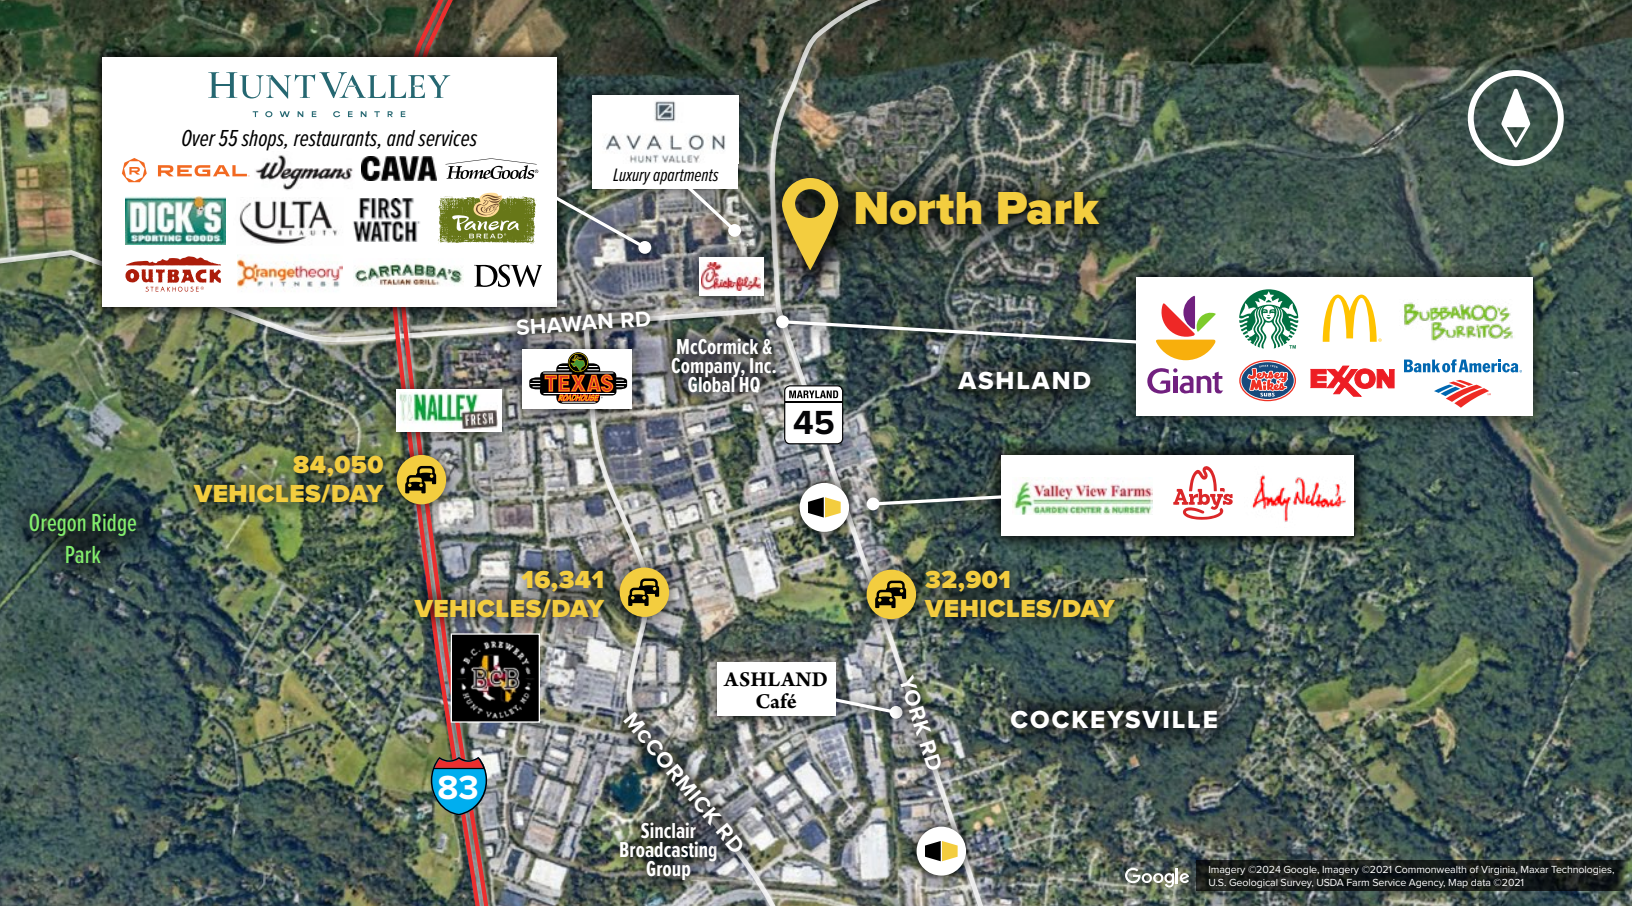 HUNT VALLEY
TOWNE CENTRE
Over 55 shops, restaurants, and services
R REGAL Wegmans CAVA HomeGoods
DICK'S
SPORTING GOODS
ULTA
BEAUTY
FIRST
WATCH
Panera
BREAD
OUTBACK
STEAKHOUSE
orangetheory
FITNESS
CARRABBA'S
ITALIAN GRILL
DSW
AVALON
HUNT VALLEY
Luxury apartments
North Park
Chick-fil-A
SHAWAN RD
McCormick &
Company, Inc.
Global HQ
TEXAS
ROADHOUSE
NALLEY
FRESH
MARYLAND
45
ASHLAND
Giant
STARBUCKS
™
BUBBAKOO'S
BURRITOS
Jersey
Mike's
SUBS
EXXON
Bank of America
84,050
VEHICLES/DAY
Oregon Ridge
Park
Valley View Farms
GARDEN CENTER & NURSERY
Arby's
Andy Nelson's
16,341
VEHICLES/DAY
32,901
VEHICLES/DAY
B.C. BREWERY
BCB
HUNT VALLEY, MD
ASHLAND
Café
YORK RD
COCKEYSVILLE
McCORMICK RD
83
Sinclair
Broadcasting
Group
Google
Imagery ©2024 Google, Imagery ©2021 Commonwealth of Virginia, Maxar Technologies,
U.S. Geological Survey, USDA Farm Service Agency, Map data ©2021